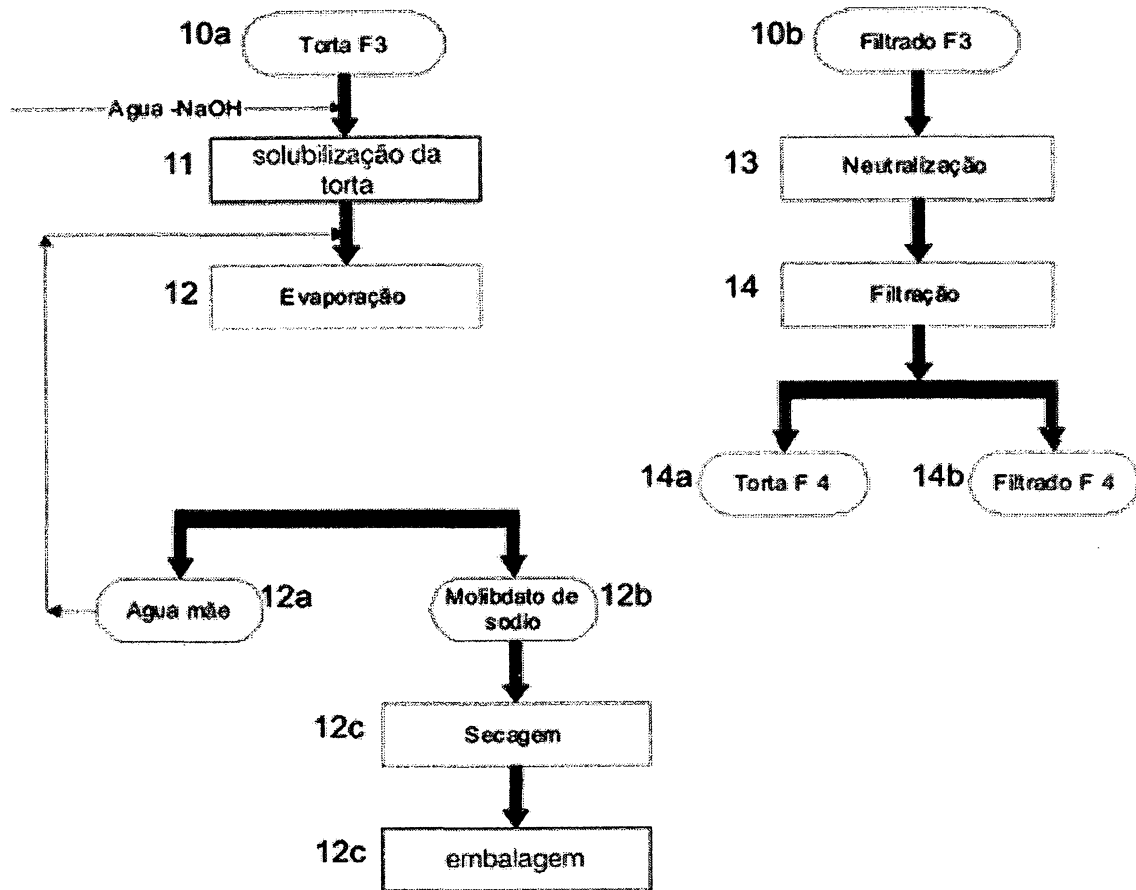 10a
Torta F3
10b
Filtrado F3
Agua -NaOH
11
solubilização da
torta
13
Neutralização
12
Evaporação
14
Filtração
14a
Torta F 4
14b
Filtrado F 4
Agua mãe
12a
Molibdato de
sodio
12b
12c
Secagem
12c
embalagem